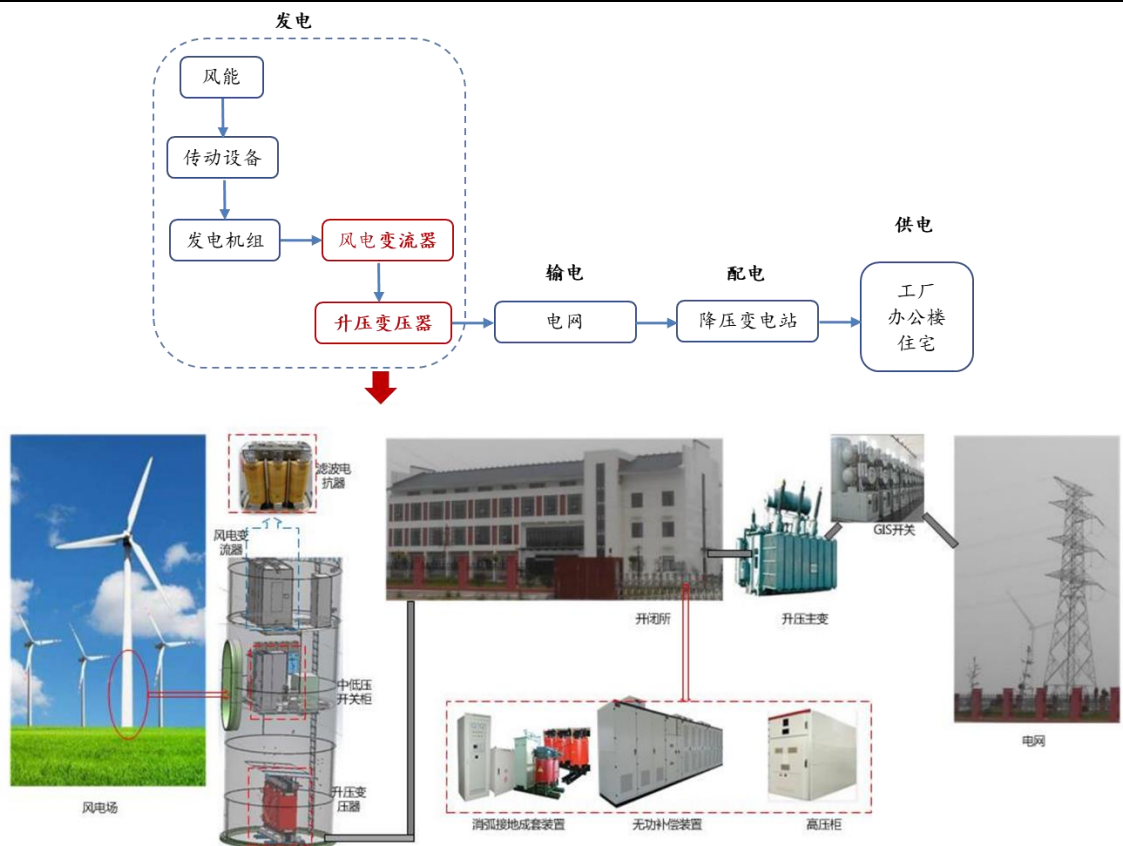 发电
风能
传动设备
发电机组
风电变流器
升压变压器
输电
电网
配电
降压变电站
供电
工厂
办公楼
住宅
滤波电
抗器
风电变
流器
中低压
开关柜
升压变
压器
风电场
开闭所
升压主变
GIS开关
电网
消弧接地成套装置
无功补偿装置
高压柜